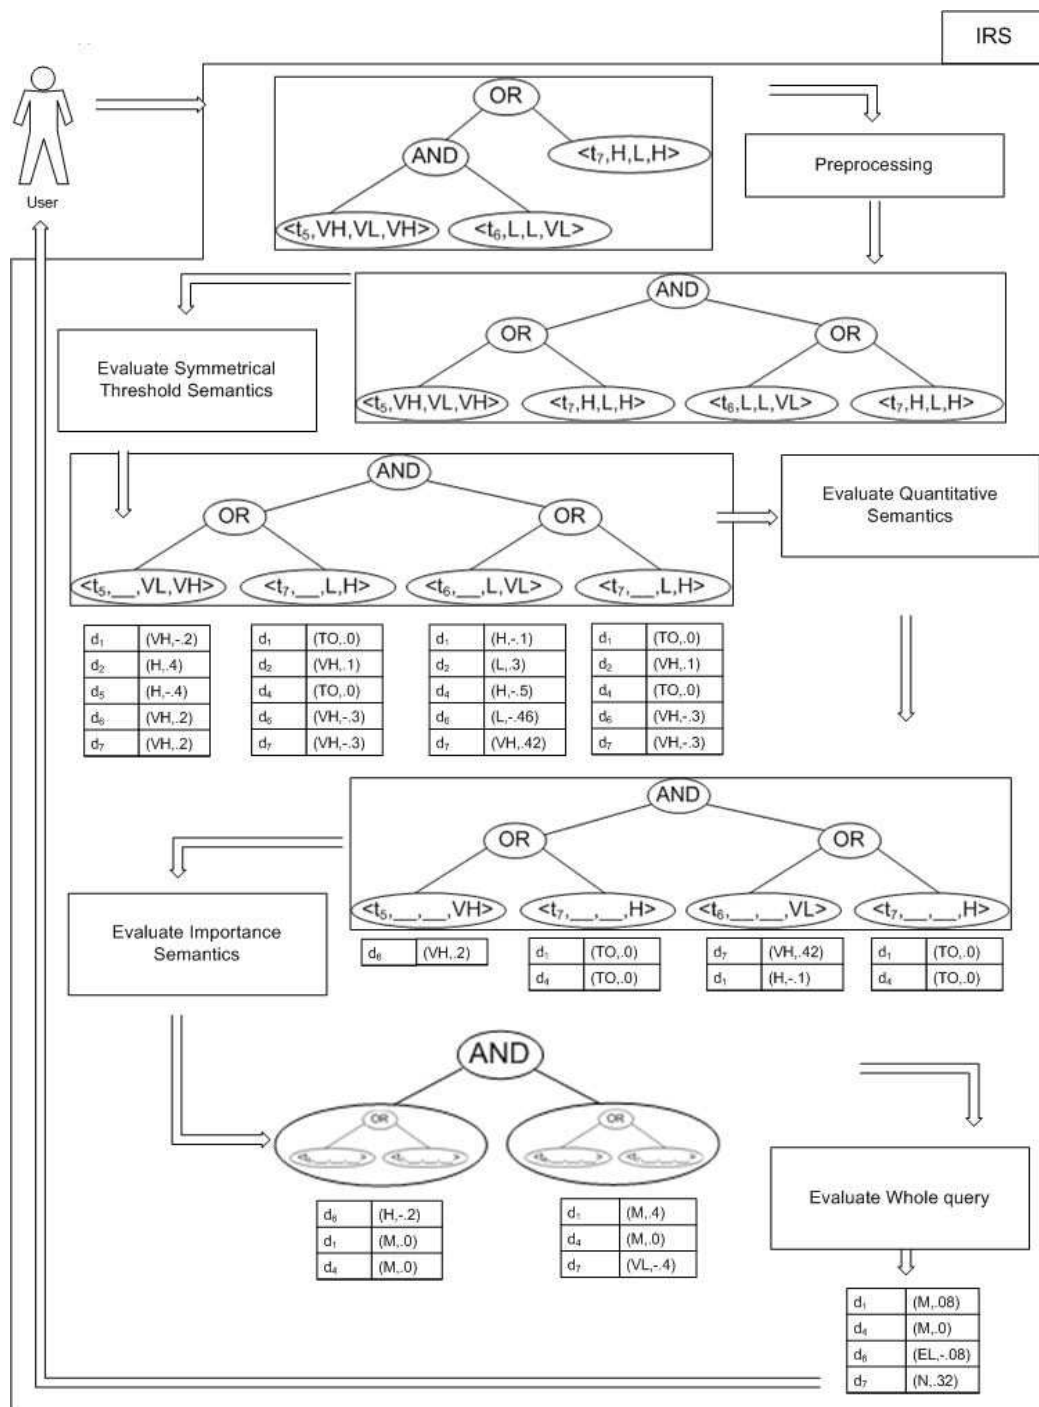 IRS
User
OR
AND
<t₇,H,L,H>
<t₅,VH,VL,VH> <t₆,L,L,VL>
Preprocessing
AND
OR OR
<t₅,VH,VL,VH> <t₇,H,L,H> <t₆,L,L,VL> <t₇,H,L,H>
Evaluate Symmetrical
Threshold Semantics
AND
OR OR
<t₅,__,VL,VH> <t₇,__,L,H> <t₆,__,L,VL> <t₇,__,L,H>
Evaluate Quantitative
Semantics
d₁ (VH,-.2) d₁ (TO,.0) d₁ (H,-.1) d₁ (TO,.0)
d₂ (H,.4) d₂ (VH,.1) d₂ (L,.3) d₂ (VH,.1)
d₅ (H,-.4) d₄ (TO,.0) d₄ (H,-.5) d₄ (TO,.0)
d₆ (VH,.2) d₆ (VH,-.3) d₆ (L,-.46) d₆ (VH,-.3)
d₇ (VH,.2) d₇ (VH,-.3) d₇ (VH,.42) d₇ (VH,-.3)
AND
OR OR
<t₅,__,__,VH> <t₇,__,__,H> <t₆,__,__,VL> <t₇,__,__,H>
d₆ (VH,.2) d₁ (TO,.0) d₇ (VH,.42) d₁ (TO,.0)
d₄ (TO,.0) d₁ (H,-.1) d₄ (TO,.0)
Evaluate Importance
Semantics
AND
OR OR
d₆ (H,-.2) d₁ (M,.4)
d₁ (M,.0) d₄ (M,.0)
d₄ (M,.0) d₇ (VL,-.4)
Evaluate Whole query
d₁ (M,.08)
d₄ (M,.0)
d₆ (EL,-.08)
d₇ (N,.32)